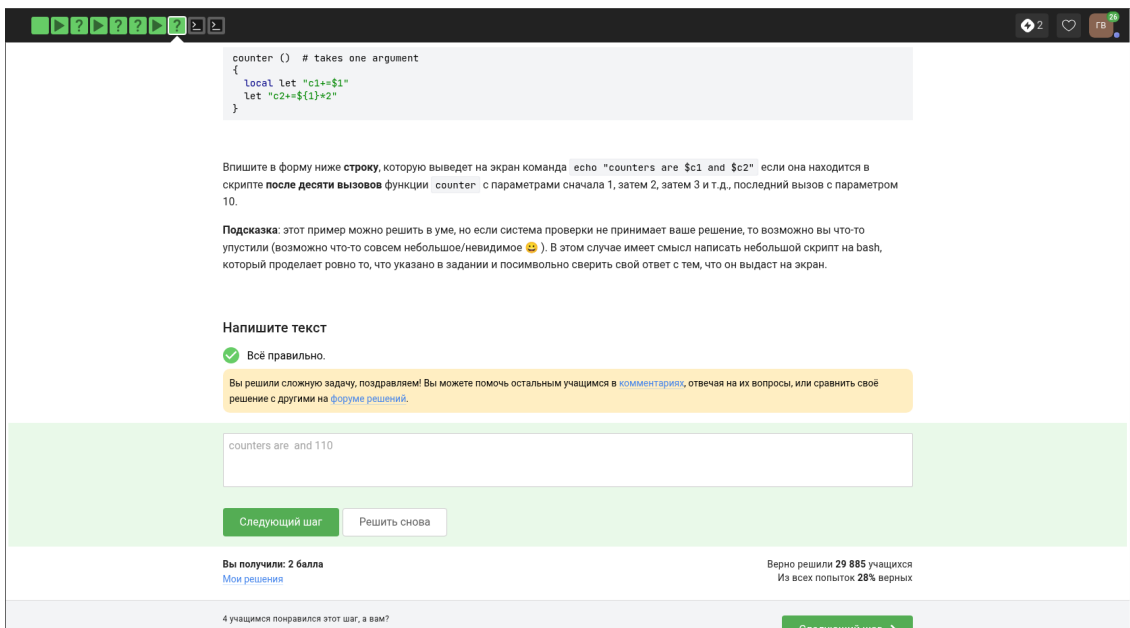 2
ГВ
26
counter ()  # takes one argument
{
  local let "c1+=$1"
  let "c2+=${1}*2"
}
Впишите в форму ниже строку, которую выведет на экран команда echo "counters are $c1 and $c2" если она находится в
скрипте после десяти вызовов функции counter с параметрами сначала 1, затем 2, затем 3 и т.д., последний вызов с параметром
10.
Подсказка: этот пример можно решить в уме, но если система проверки не принимает ваше решение, то возможно вы что-то
упустили (возможно что-то совсем небольшое/невидимое 😀 ). В этом случае имеет смысл написать небольшой скрипт на bash,
который проделает ровно то, что указано в задании и посимвольно сверить свой ответ с тем, что он выдаст на экран.
Напишите текст
Всё правильно.
Вы решили сложную задачу, поздравляем! Вы можете помочь остальным учащимся в комментариях, отвечая на их вопросы, или сравнить своё
решение с другими на форуме решений.
counters are  and 110
Следующий шаг
Решить снова
Вы получили: 2 балла
Мои решения
Верно решили 29 885 учащихся
Из всех попыток 28% верных
4 учащимся понравился этот шаг, а вам?
Следующий шаг